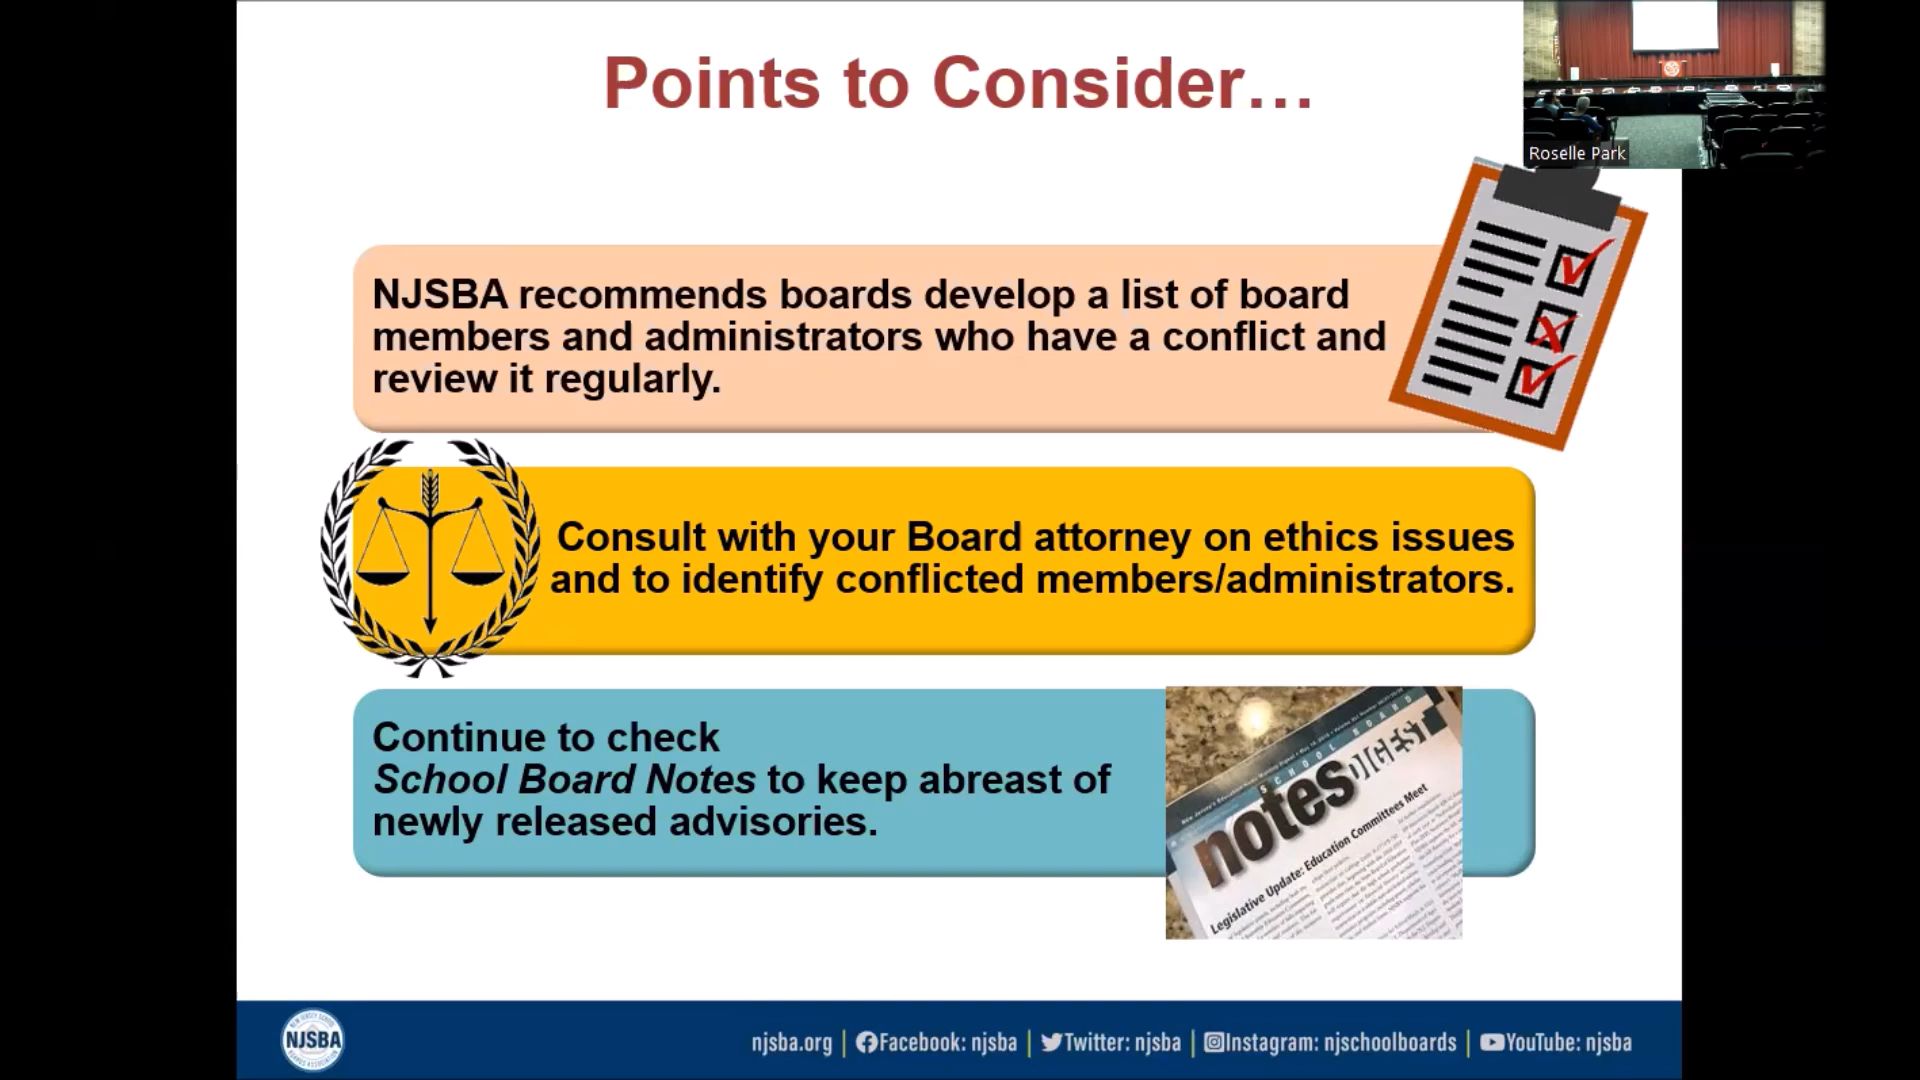 Points to Consider...
Roselle Park
NJSBA recommends boards develop a list of board
members and administrators who have a conflict and
review it regularly.
Consult with your Board attorney on ethics issues
and to identify conflicted members/administrators.
Continue to check
School Board Notes to keep abreast of
newly released advisories.
SCHOOL BOARD
notes DIGEST
Legislative Update: Education Committees Meet
NJSBA
njsba.org | Facebook: njsba | Twitter: njsba | Instagram: njschoolboards | YouTube: njsba